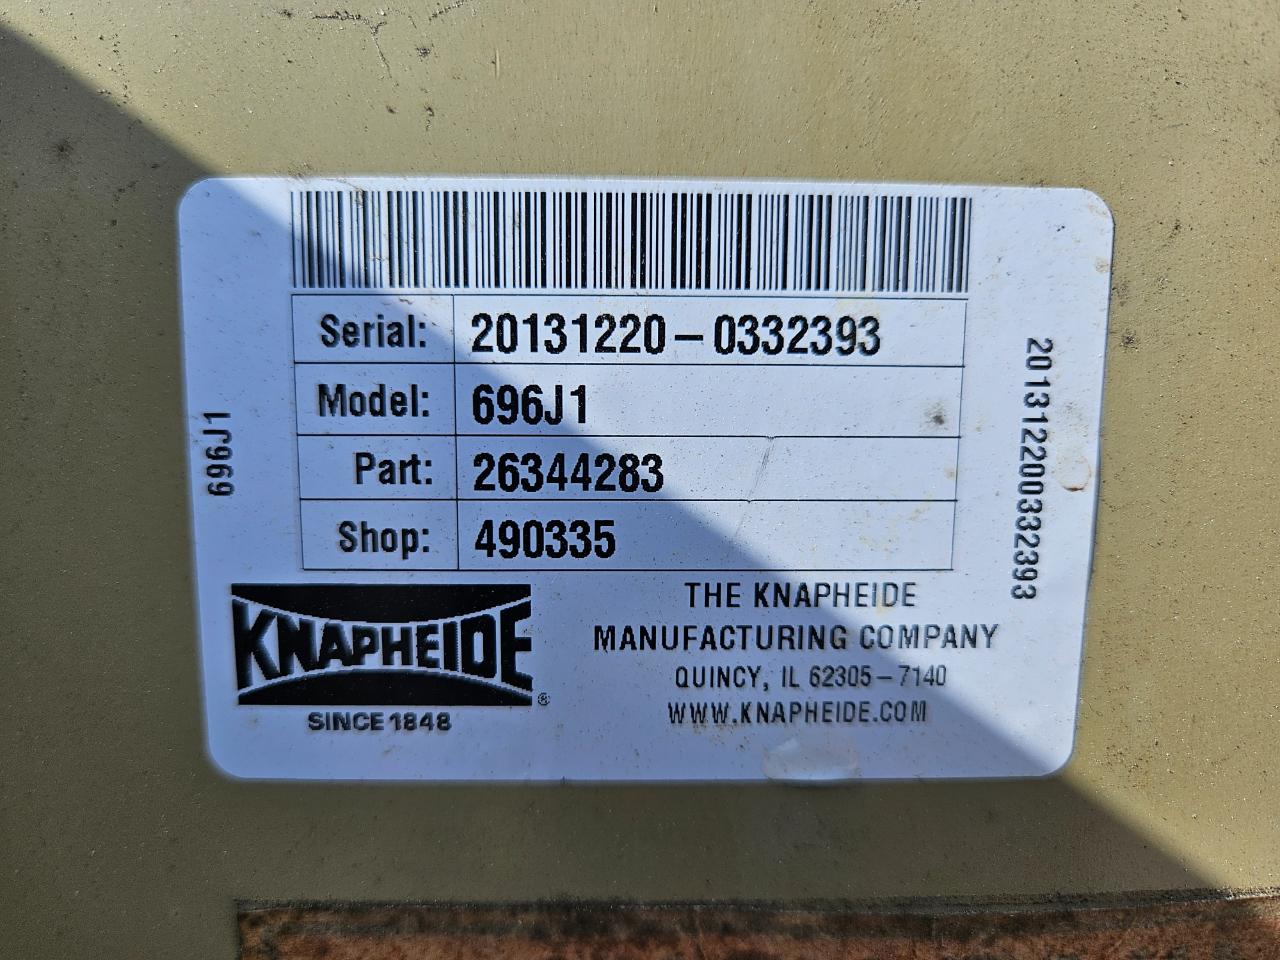 Serial: 20131220-0332393
Model: 696J1
Part: 26344283
Shop: 490335
696J1
201312200332393
KNAPHEIDE®
SINCE 1848
THE KNAPHEIDE
MANUFACTURING COMPANY
QUINCY, IL 62305-7140
WWW.KNAPHEIDE.COM